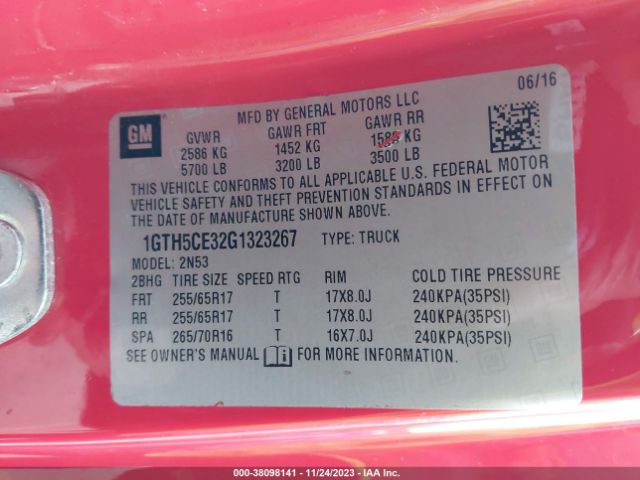 06/16
MFD BY GENERAL MOTORS LLC
GM
GVWR GAWR FRT GAWR RR
2586 KG 1452 KG KG
5700 LB 3200 LB 3500 LB
THIS VEHICLE CONFORMS TO ALL APPLICABLE U.S. FEDERAL MOTOR
VEHICLE SAFETY AND THEFT PREVENTION STANDARDS IN EFFECT ON
THE DATE OF MANUFACTURE SHOWN ABOVE.
1GTH5CE32G1323267 TYPE: TRUCK
MODEL: 2N53
2BHG TIRE SIZE SPEED RTG RIM COLD TIRE PRESSURE
FRT 255/65R17 T 17X8.0J 240KPA(35PSI)
RR 255/65R17 T 17X8.0J 240KPA(35PSI)
SPA 265/70R16 T 16X7.0J 240KPA(35PSI)
SEE OWNER'S MANUAL FOR MORE INFORMATION.
000-38098141 - 11/24/2023 - IAA Inc.